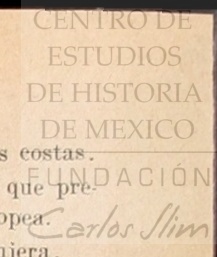 CENTRO DE
ESTUDIOS
DE HISTORIA
DE MEXICO
s costas.
FUNDACIÓN
que pre-
opea.
Carlos Slim
niera